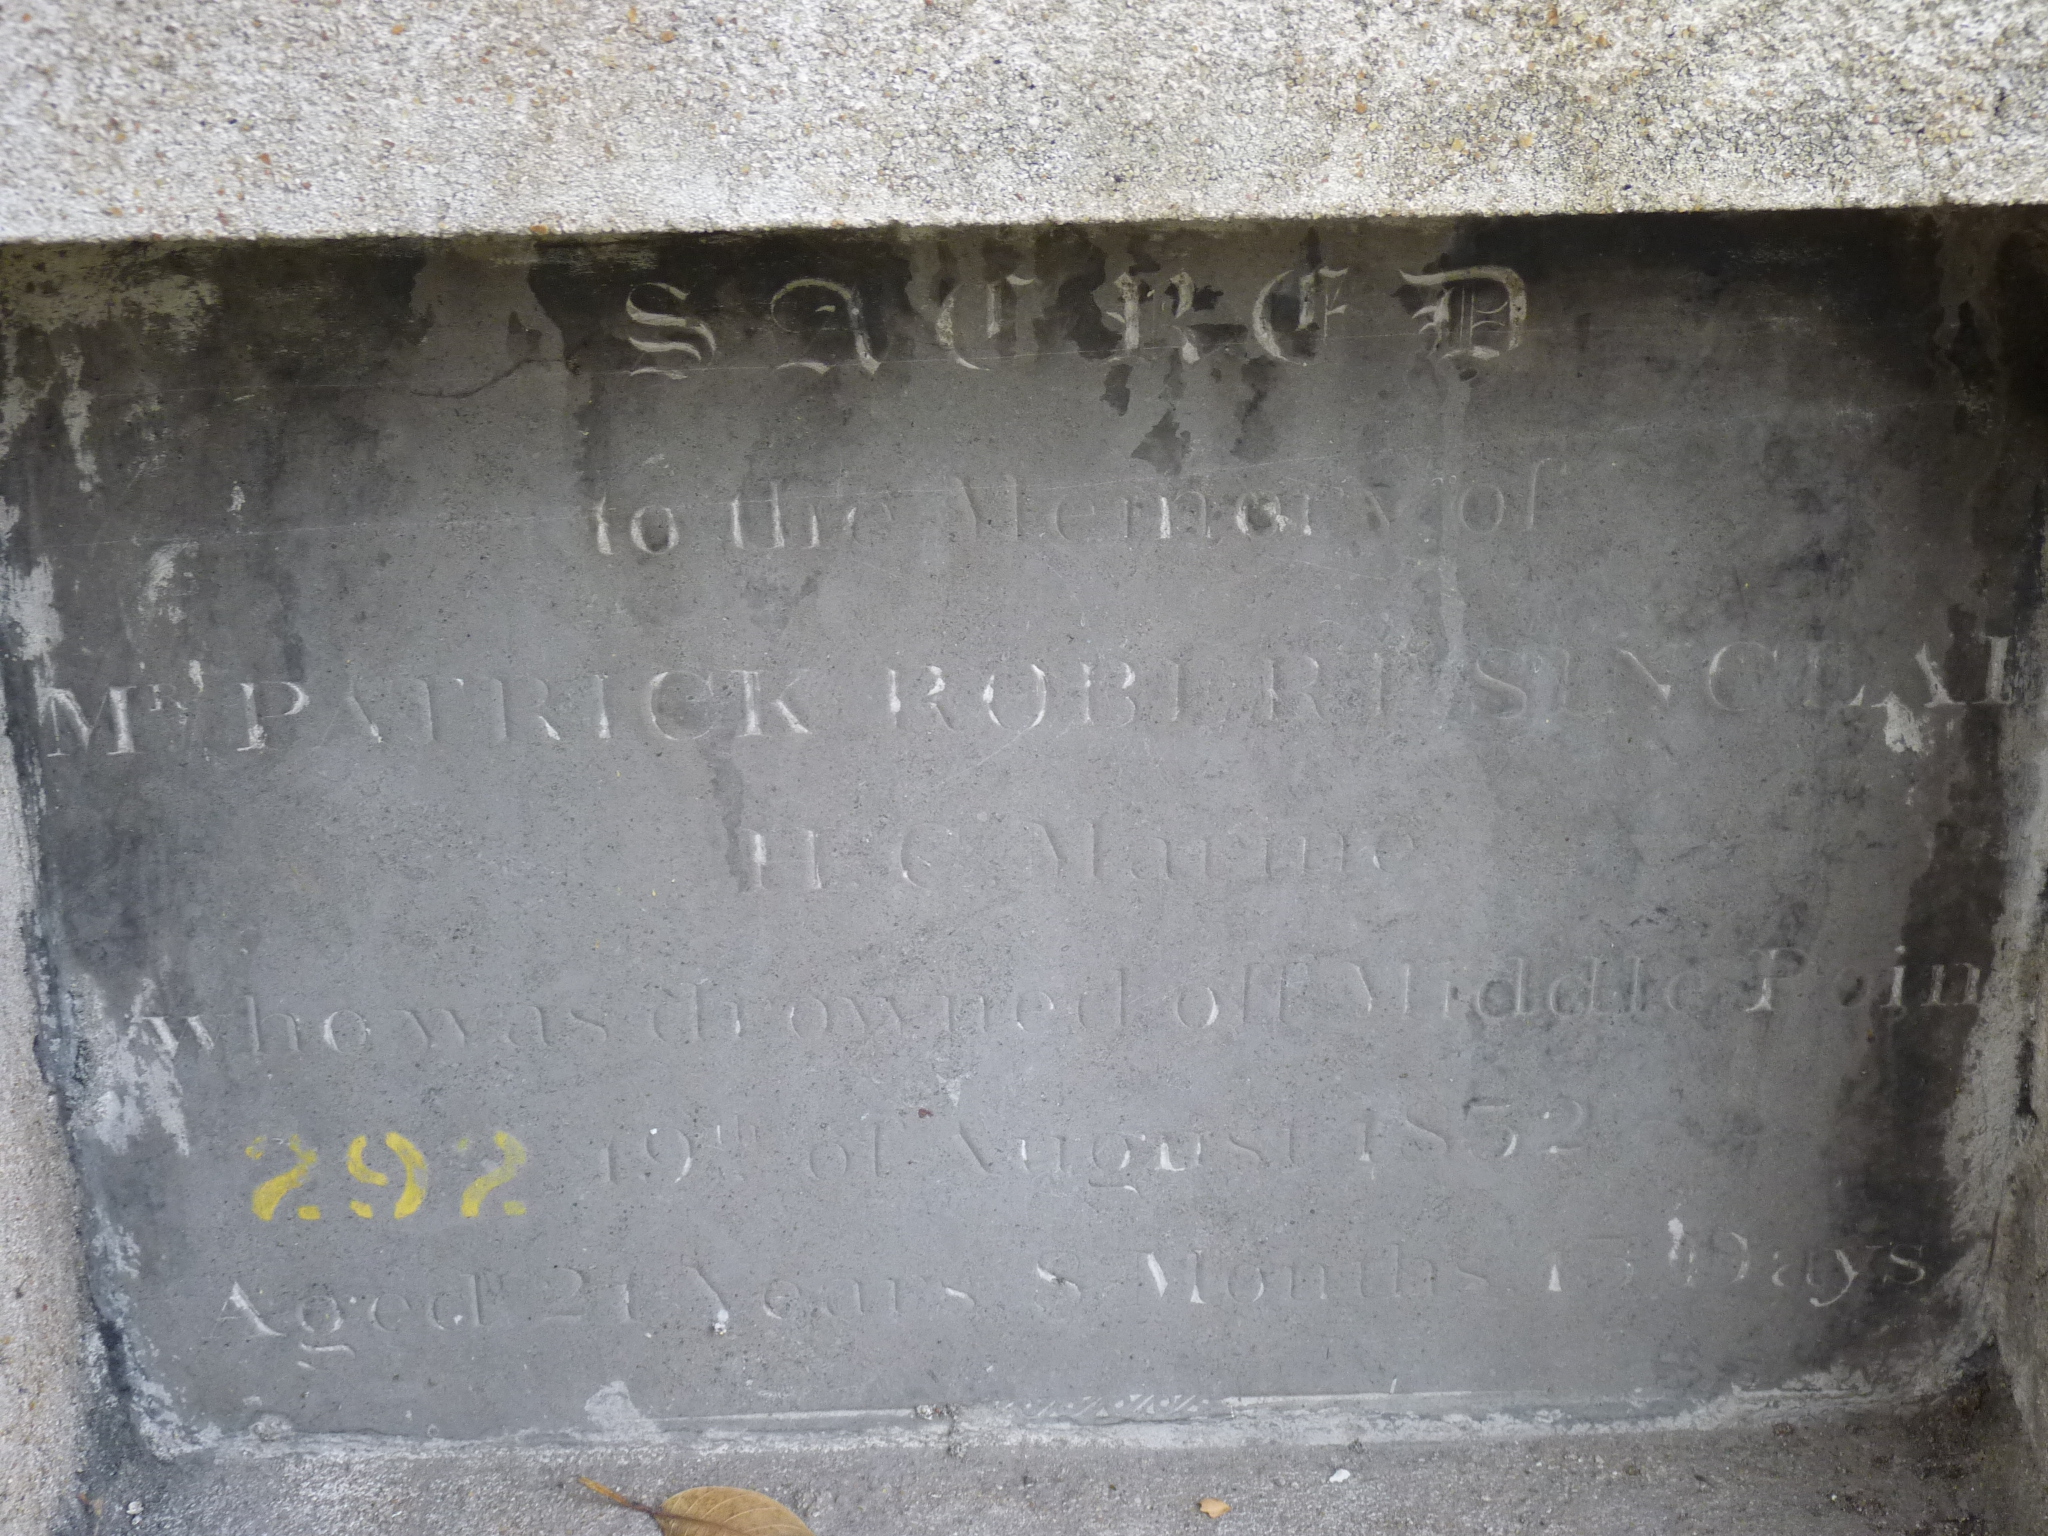 SACRED
to the Memory of
Mr PATRICK ROBERT SINCLAI
H. C. Marine
who was drowned off Middle Poin
292 19th of August 1832
Aged 21 Years 8 Months 15 Days